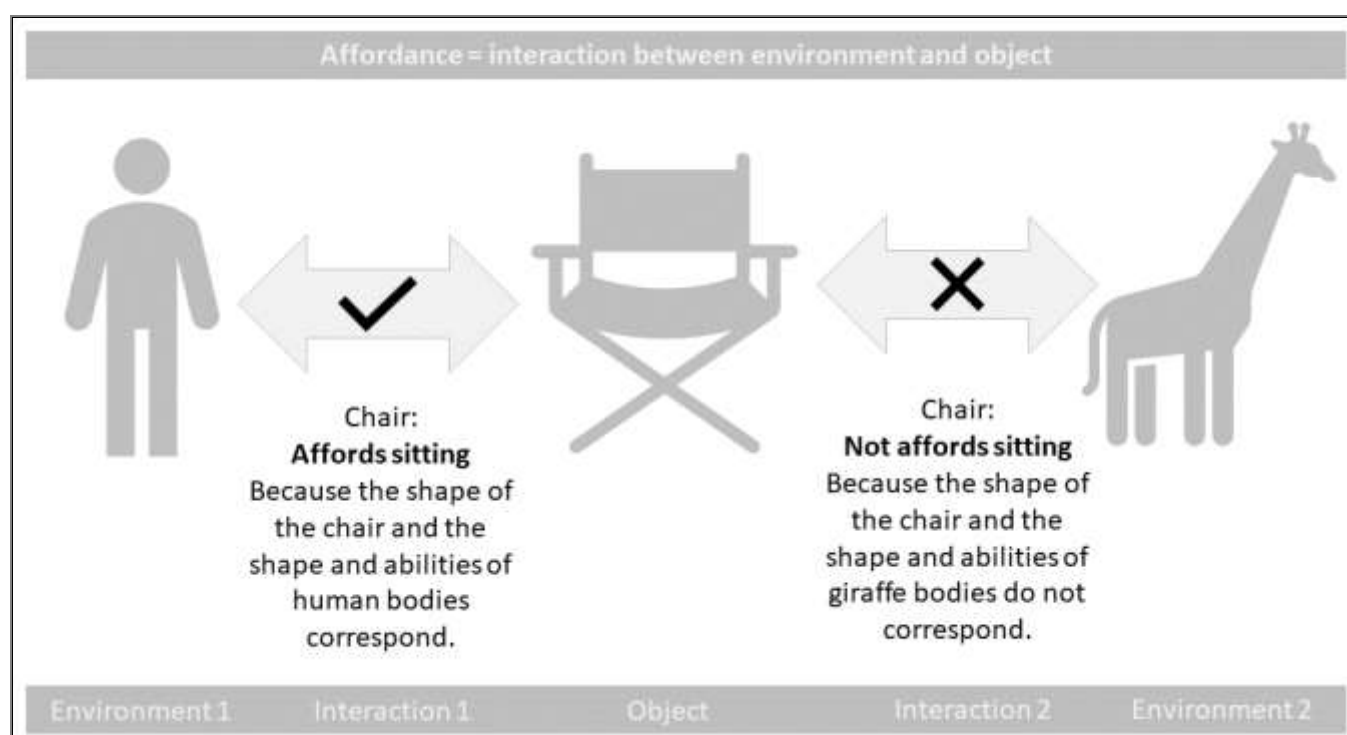 Affordance = interaction between environment and object
Chair:
Affords sitting
Because the shape of
the chair and the
shape and abilities of
human bodies
correspond.
Chair:
Not affords sitting
Because the shape of
the chair and the
shape and abilities of
giraffe bodies do not
correspond.
Environment 1
Interaction 1
Object
Interaction 2
Environment 2